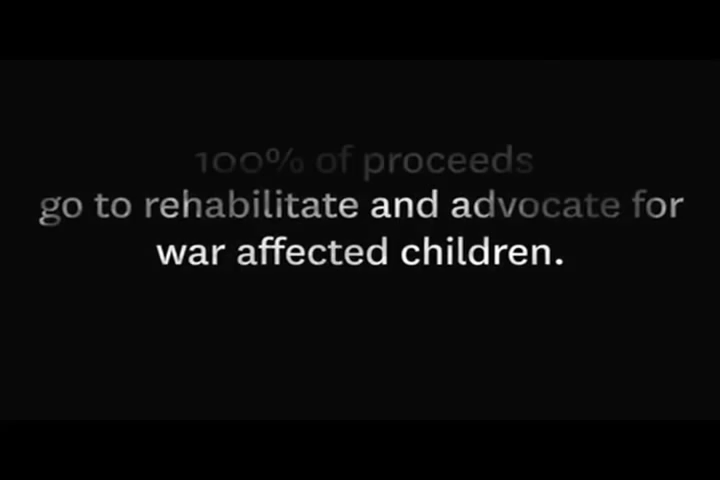 100% of proceeds
go to rehabilitate and advocate for
war affected children.